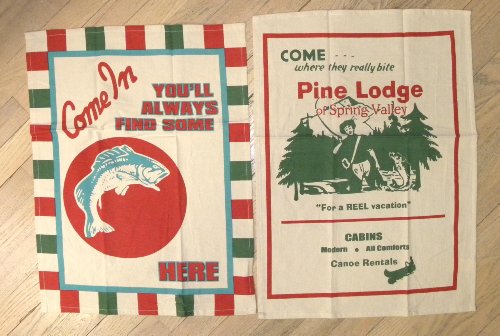 Come In
YOU'LL
ALWAYS
FIND SOME
HERE
COME ...
where they really bite
Pine Lodge
of Spring Valley
"For a REEL vacation"
CABINS
Modern • All Comforts
Canoe Rentals